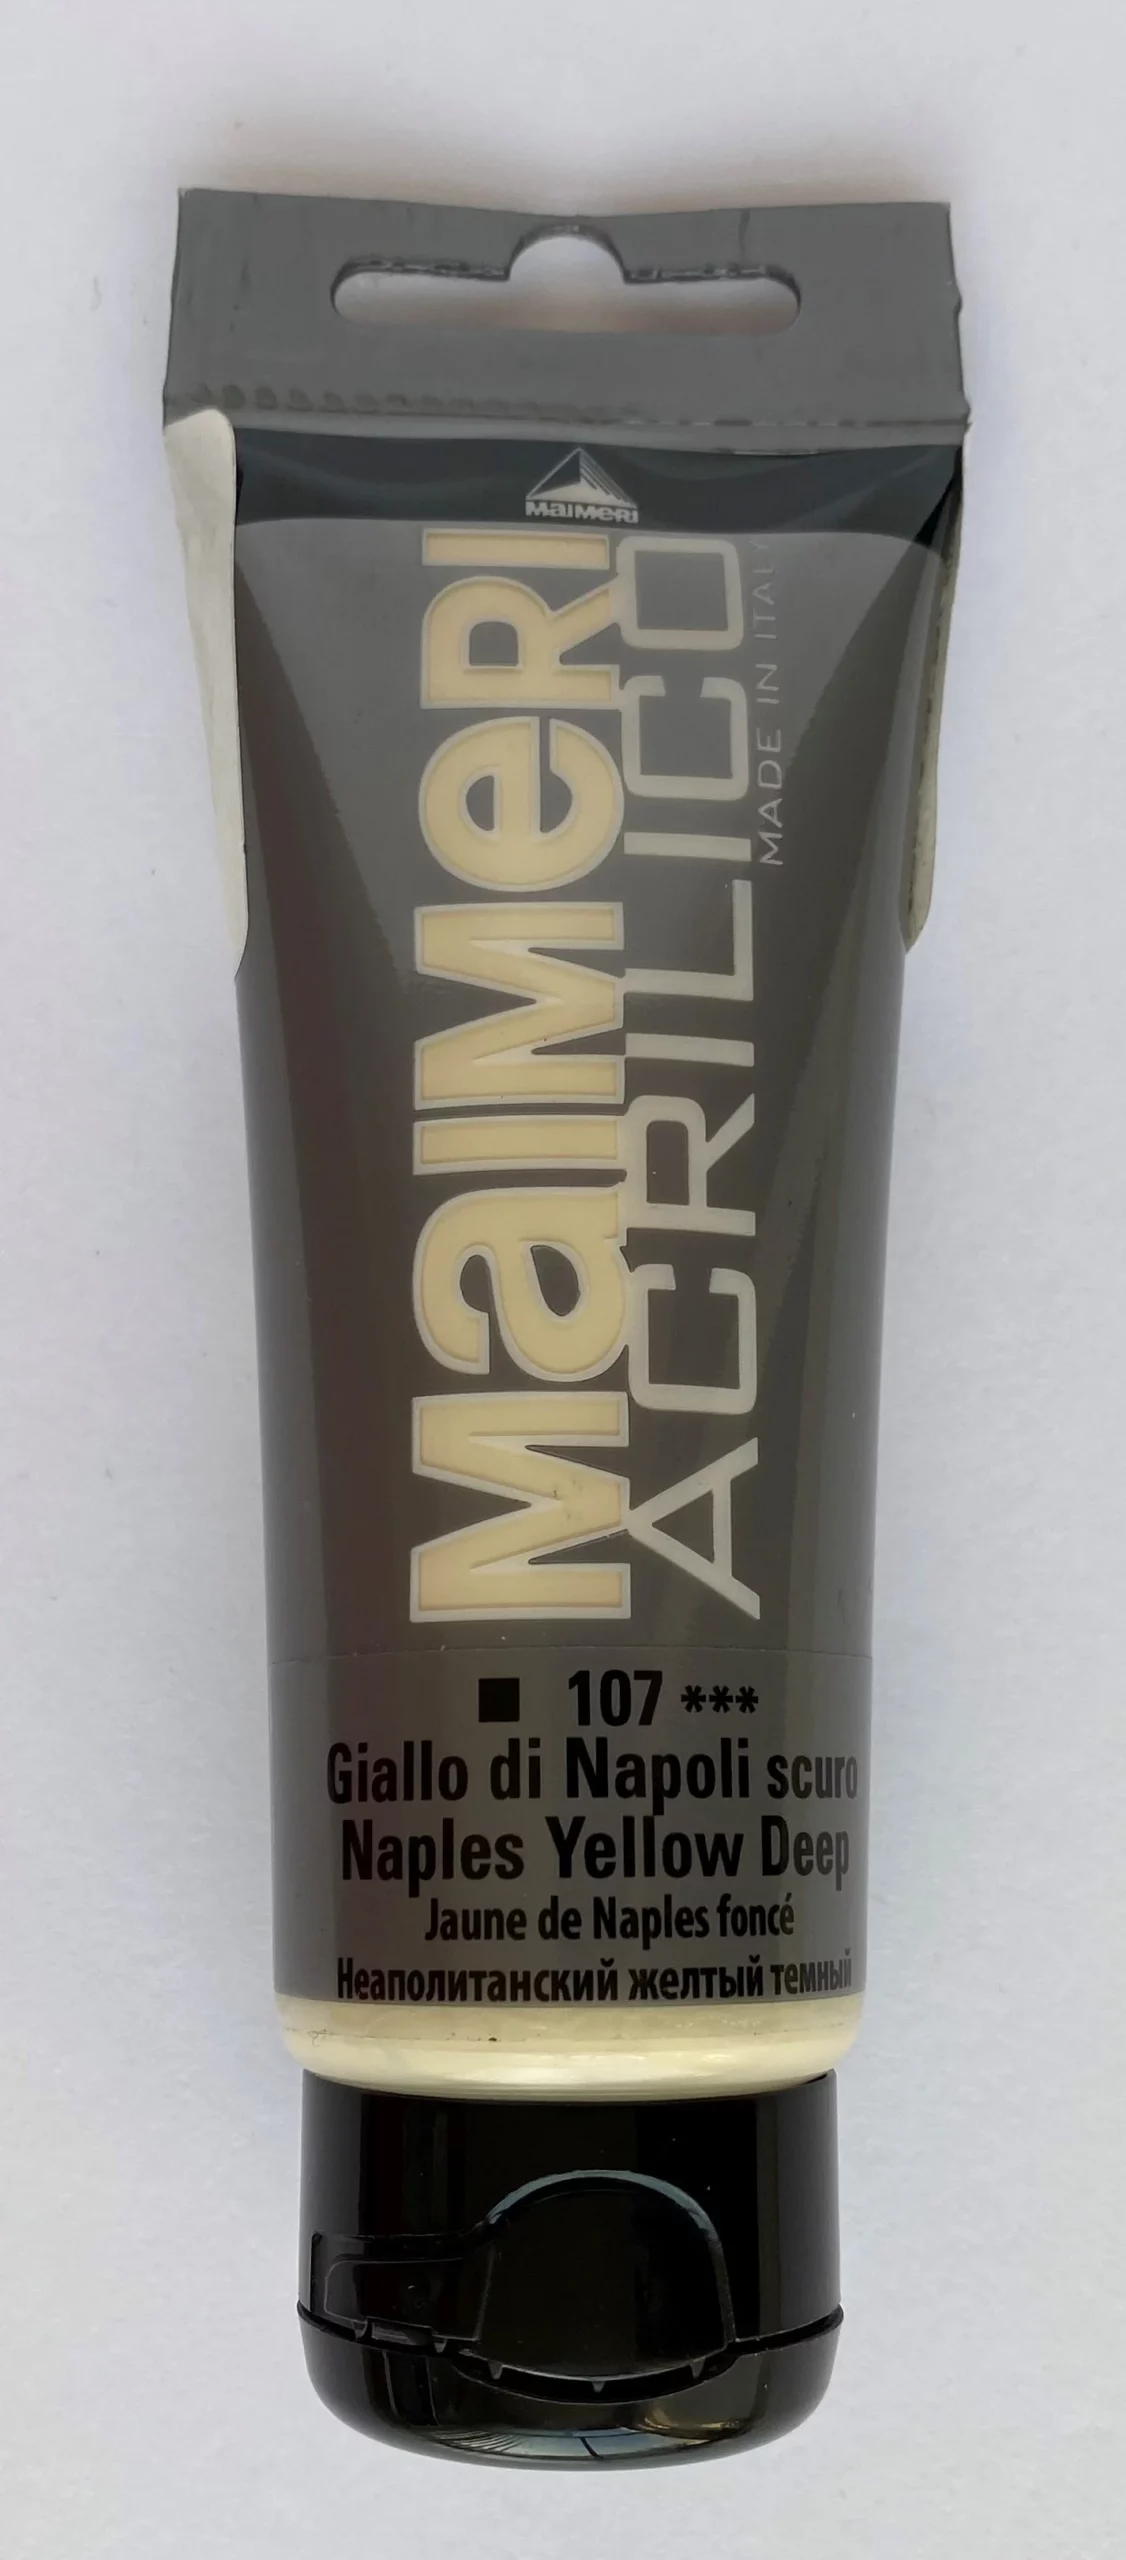 MaIMeRI
MaIMeRI
ACRILICO
MADE IN ITALY
107 ***
Giallo di Napoli scuro
Naples Yellow Deep
Jaune de Naples foncé
Неаполитанский желтый темный